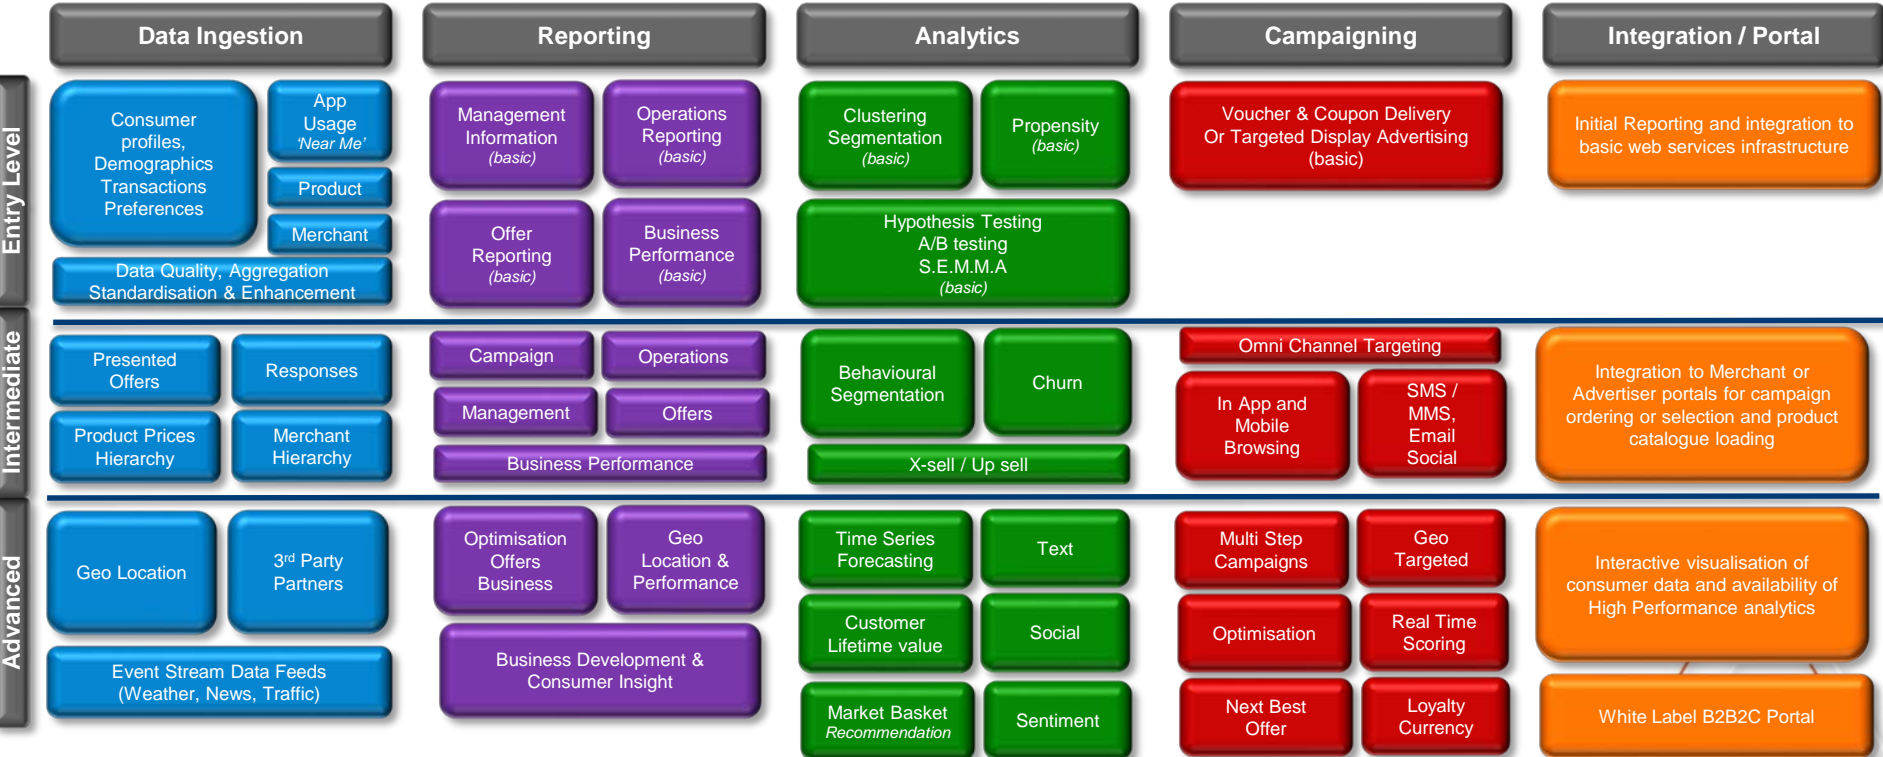 Data Ingestion
Reporting
Analytics
Campaigning
Integration / Portal
Entry Level
Consumer
profiles,
Demographics
Transactions
Preferences
App
Usage
'Near Me'
Product
Merchant
Data Quality, Aggregation
Standardisation & Enhancement
Management
Information
(basic)
Operations
Reporting
(basic)
Offer
Reporting
(basic)
Business
Performance
(basic)
Clustering
Segmentation
(basic)
Propensity
(basic)
Hypothesis Testing
A/B testing
S.E.M.M.A
(basic)
Voucher & Coupon Delivery
Or Targeted Display Advertising
(basic)
Initial Reporting and integration to
basic web services infrastructure
Intermediate
Presented
Offers
Responses
Product Prices
Hierarchy
Merchant
Hierarchy
Campaign
Operations
Management
Offers
Business Performance
Behavioural
Segmentation
Churn
X-sell / Up sell
Omni Channel Targeting
In App and
Mobile
Browsing
SMS /
MMS,
Email
Social
Integration to Merchant or
Advertiser portals for campaign
ordering or selection and product
catalogue loading
Advanced
Geo Location
3rd Party
Partners
Event Stream Data Feeds
(Weather, News, Traffic)
Optimisation
Offers
Business
Geo
Location &
Performance
Business Development &
Consumer Insight
Time Series
Forecasting
Text
Customer
Lifetime value
Social
Market Basket
Recommendation
Sentiment
Multi Step
Campaigns
Geo
Targeted
Optimisation
Real Time
Scoring
Next Best
Offer
Loyalty
Currency
Interactive visualisation of
consumer data and availability of
High Performance analytics
White Label B2B2C Portal